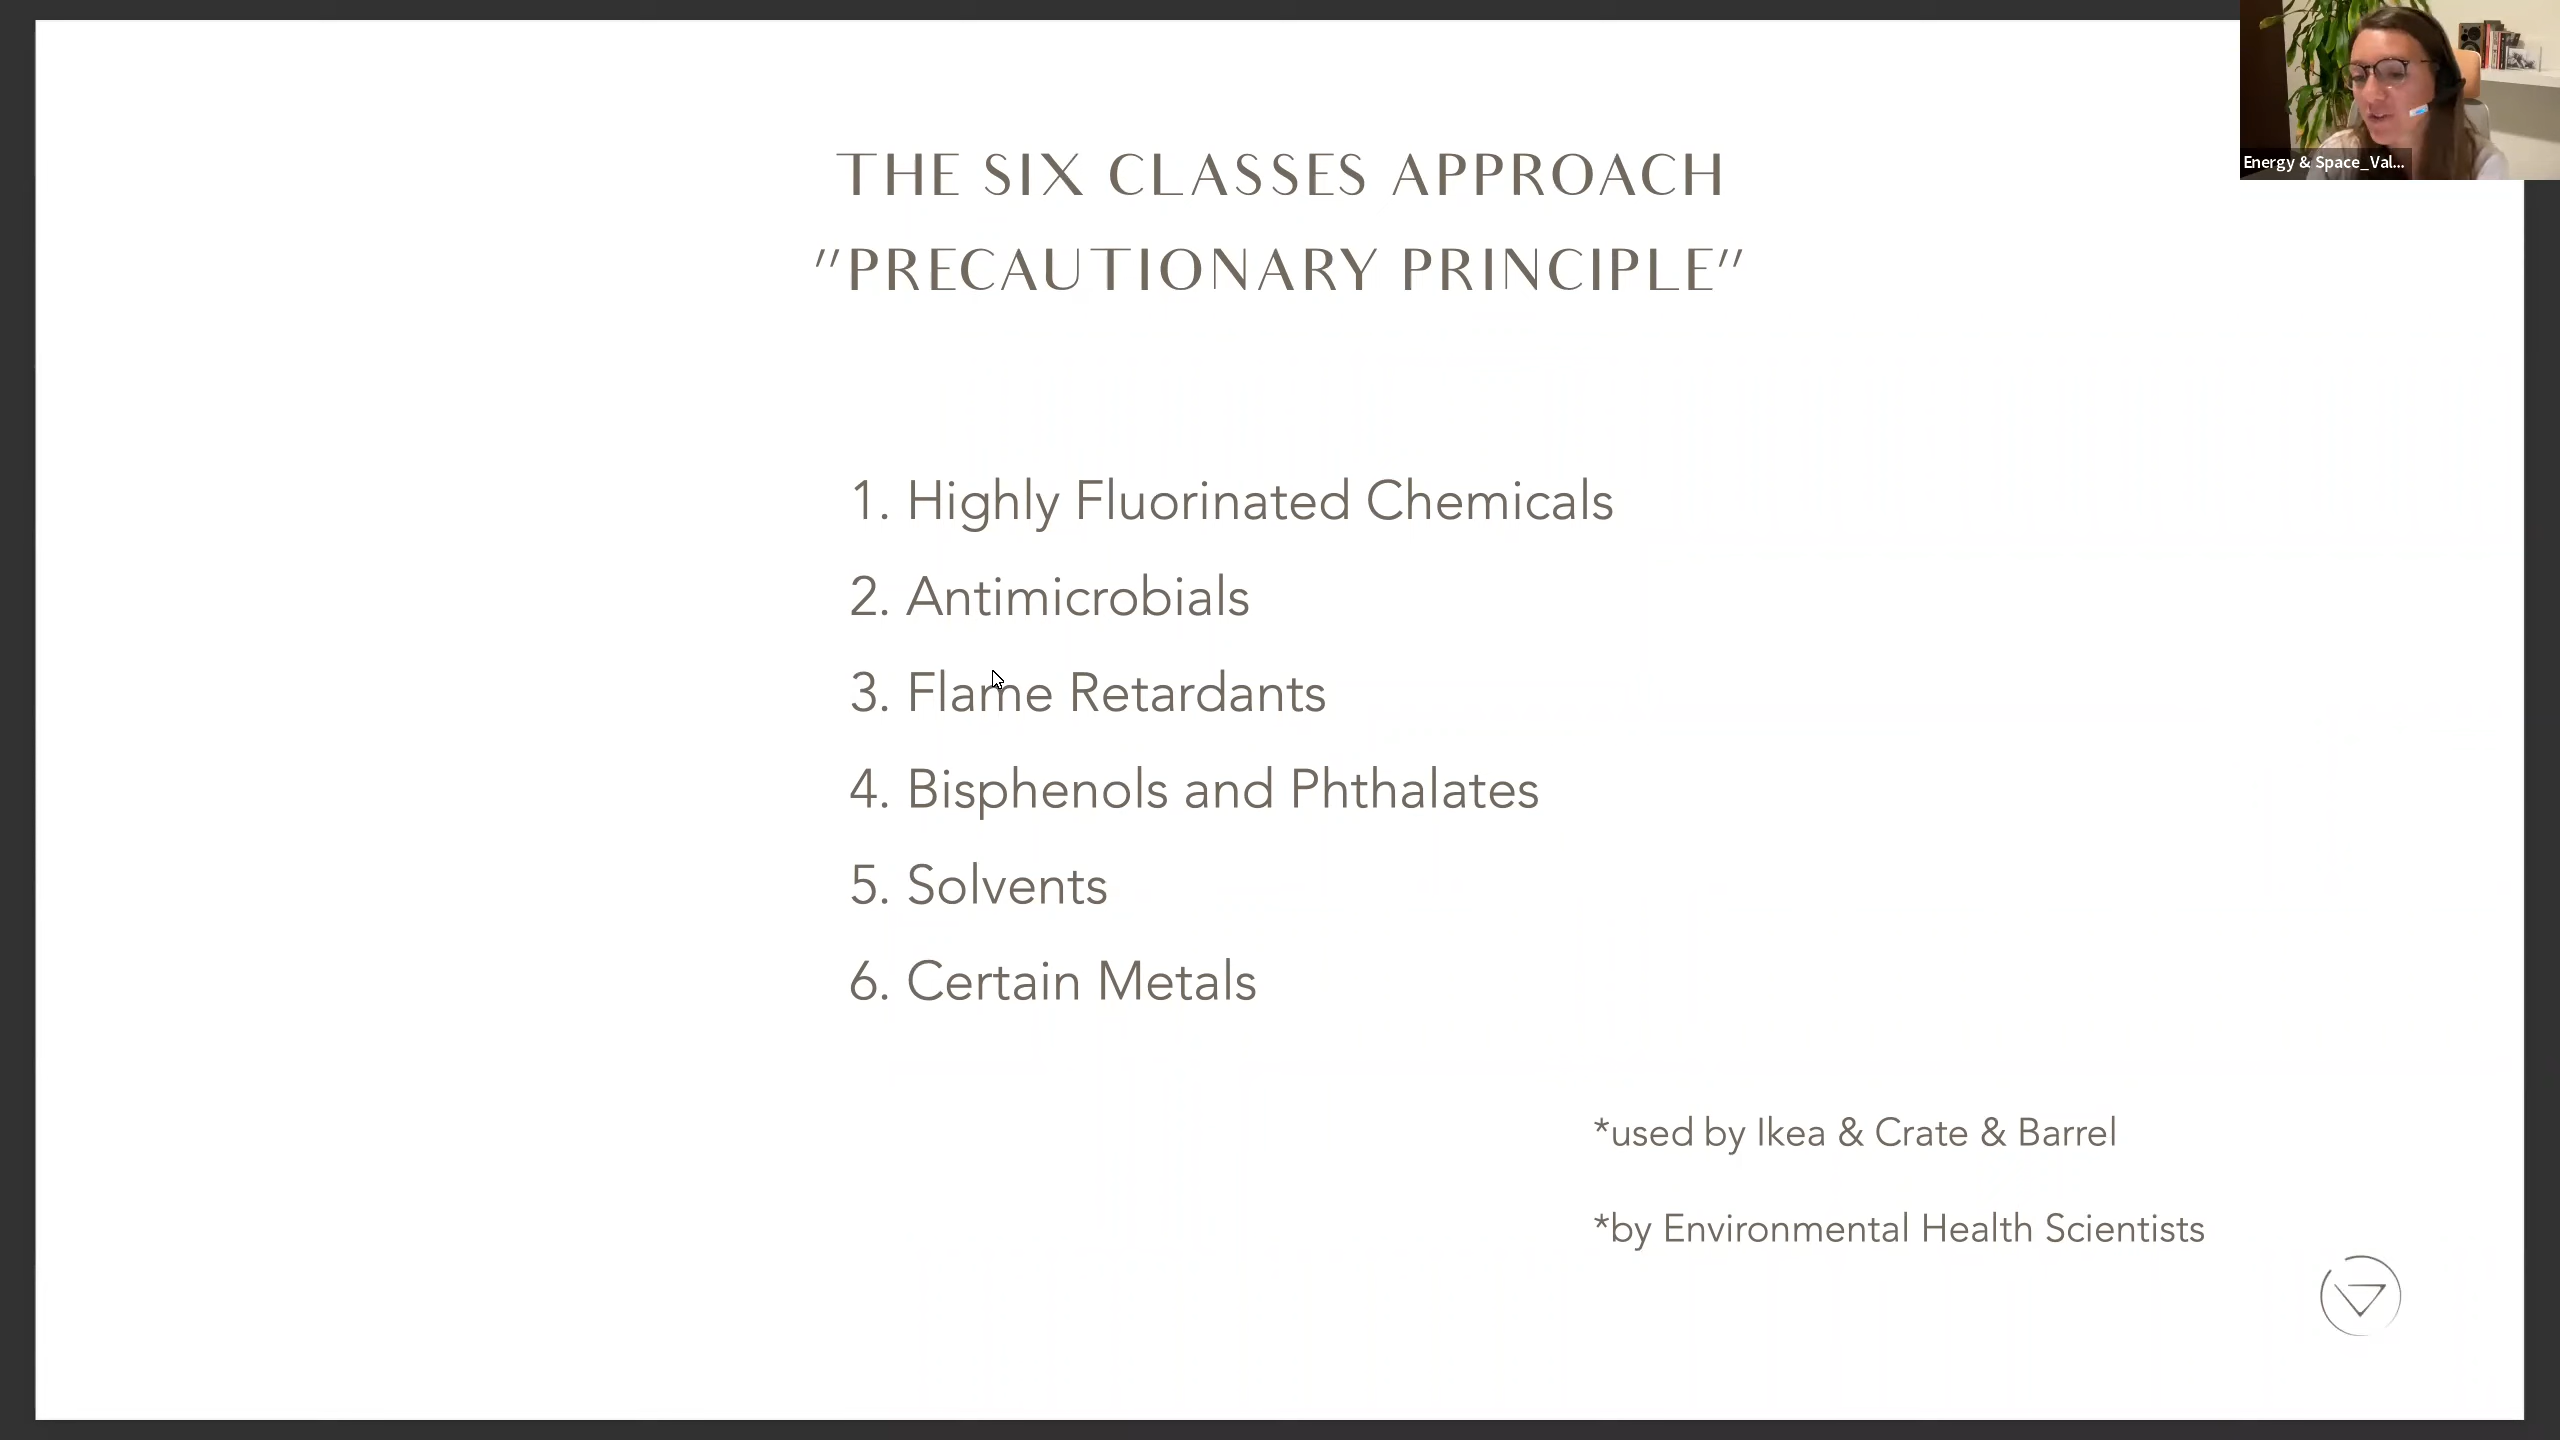 THE SIX CLASSES APPROACH
"PRECAUTIONARY PRINCIPLE"
1. Highly Fluorinated Chemicals
2. Antimicrobials
3. Flame Retardants
4. Bisphenols and Phthalates
5. Solvents
6. Certain Metals
*used by Ikea & Crate & Barrel
*by Environmental Health Scientists
Energy & Space_Val...